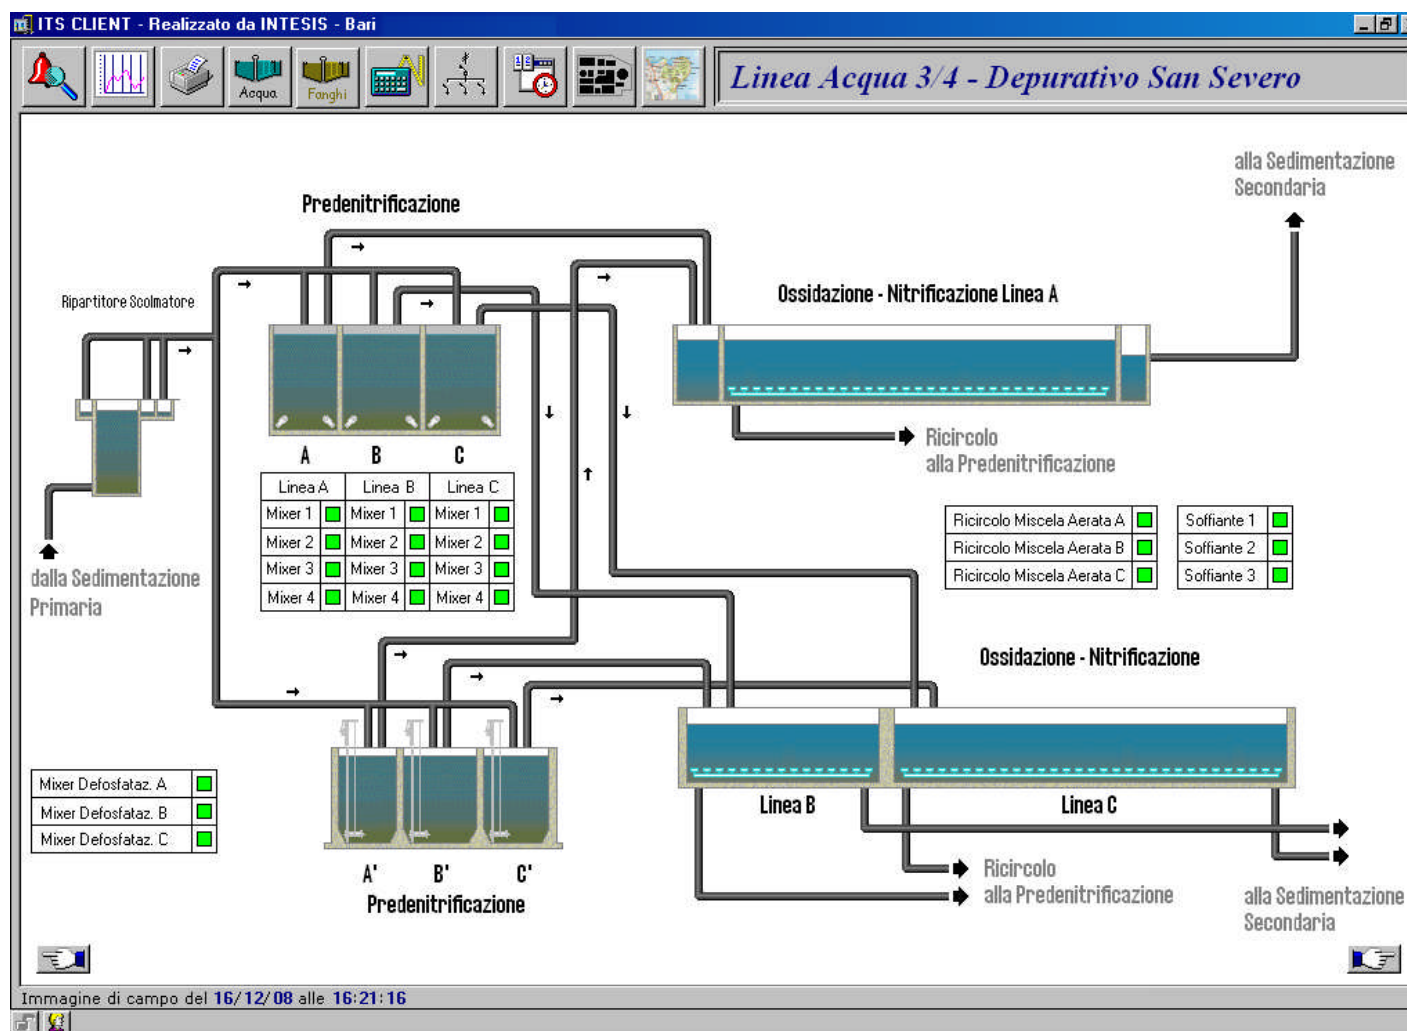 ITS CLIENT - Realizzato da INTESIS - Bari
Acqua
Fanghi
Linea Acqua 3/4 - Depurativo San Severo
alla Sedimentazione
Secondaria
Predenitrificazione
Ripartitore Scolmatore
Ossidazione - Nitrificazione Linea A
A B C
Ricircolo
alla Predenitrificazione
Linea A Linea B Linea C
Mixer 1 Mixer 1 Mixer 1
Mixer 2 Mixer 2 Mixer 2
Mixer 3 Mixer 3 Mixer 3
Mixer 4 Mixer 4 Mixer 4
Ricircolo Miscela Aerata A Soffiante 1
Ricircolo Miscela Aerata B Soffiante 2
Ricircolo Miscela Aerata C Soffiante 3
dalla Sedimentazione
Primaria
Ossidazione - Nitrificazione
Mixer Defosfataz. A
Mixer Defosfataz. B
Mixer Defosfataz. C
Linea B Linea C
A' B' C'
Predenitrificazione
Ricircolo
alla Predenitrificazione
alla Sedimentazione
Secondaria
Immagine di campo del 16/12/08 alle 16:21:16